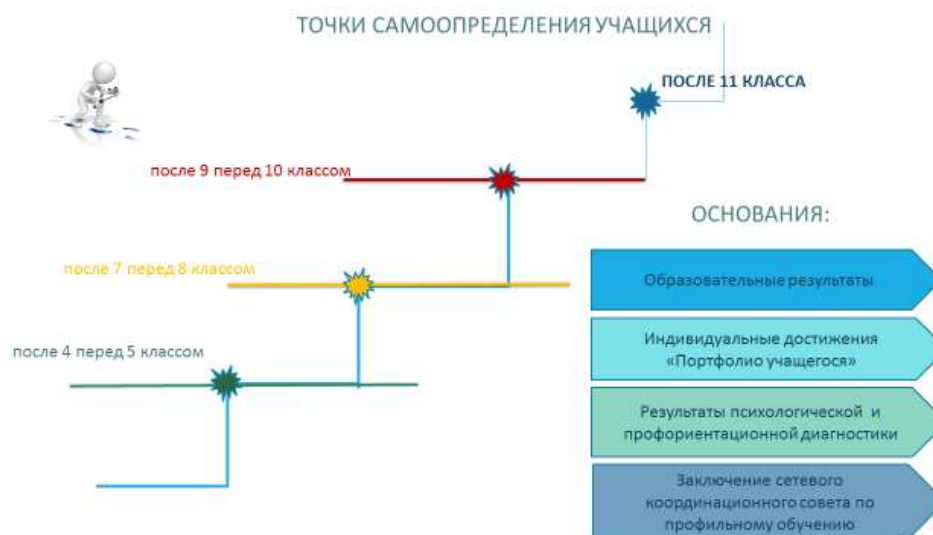 ТОЧКИ САМООПРЕДЕЛЕНИЯ УЧАЩИХСЯ
ПОСЛЕ 11 КЛАССА
после 9 перед 10 классом
после 7 перед 8 классом
после 4 перед 5 классом
ОСНОВАНИЯ:
Образовательные результаты
Индивидуальные достижения
«Портфолио учащегося»
Результаты психологической и
профориентационной диагностики
Заключение сетевого
координационного совета по
профильному обучению